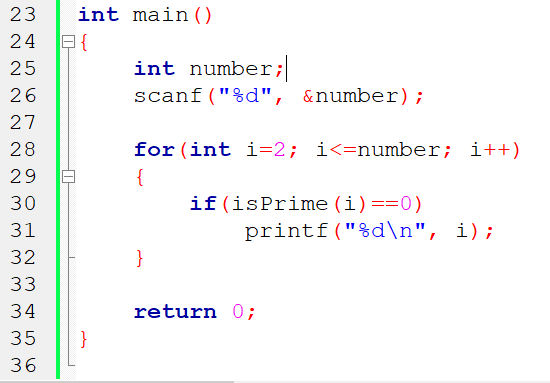 23 int main()
24 {
25     int number;
26     scanf("%d", &number);
27
28     for(int i=2; i<=number; i++)
29     {
30         if(isPrime(i)==0)
31             printf("%d\n", i);
32     }
33
34     return 0;
35 }
36